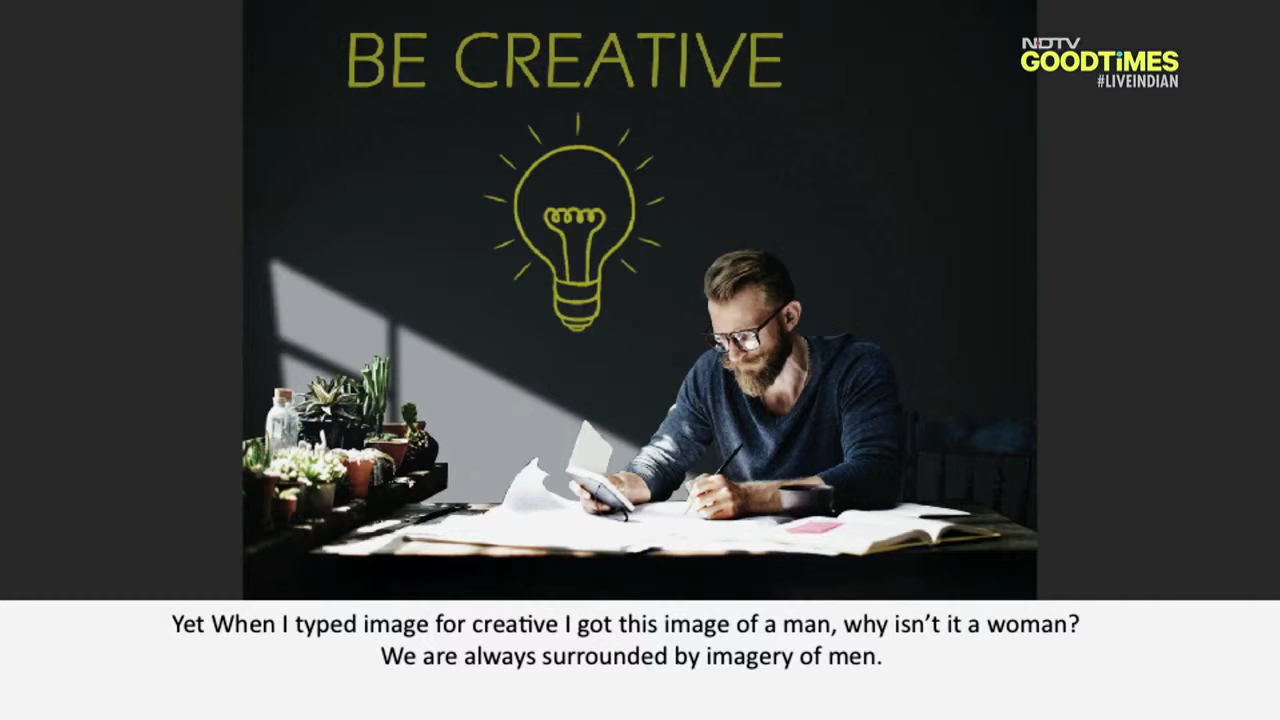 BE CREATIVE
NDTV
GOODTiMES
#LIVEINDIAN
Yet When I typed image for creative I got this image of a man, why isn't it a woman?
We are always surrounded by imagery of men.